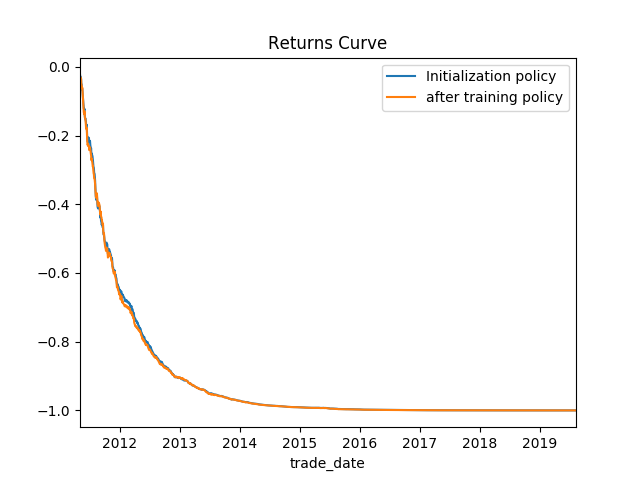 Returns Curve
Initialization policy
after training policy
0.0
−0.2
−0.4
−0.6
−0.8
−1.0
2012 2013 2014 2015 2016 2017 2018 2019
trade_date